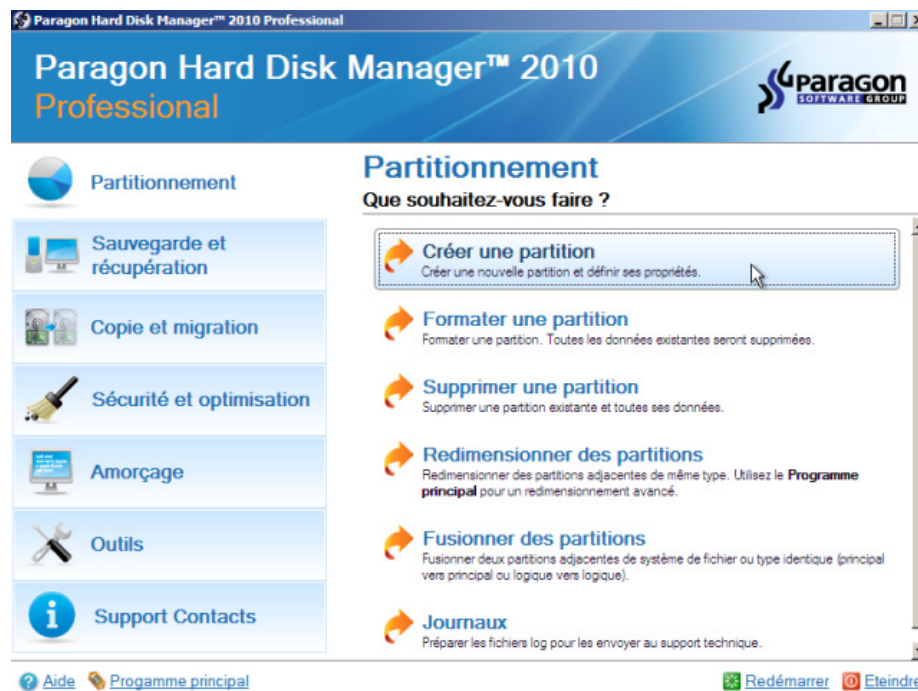 Paragon Hard Disk Manager™ 2010 Professional
Paragon Hard Disk Manager™ 2010
Professional
Paragon
SOFTWARE GROUP
Partitionnement
Sauvegarde et
récupération
Copie et migration
Sécurité et optimisation
Amorçage
Outils
Support Contacts
Partitionnement
Que souhaitez-vous faire ?
Créer une partition
Créer une nouvelle partition et définir ses propriétés.
Formater une partition
Formater une partition. Toutes les données existantes seront supprimées.
Supprimer une partition
Supprimer une partition existante et toutes ses données.
Redimensionner des partitions
Redimensionner des partitions adjacentes de même type. Utilisez le Programme
principal pour un redimensionnement avancé.
Fusionner des partitions
Fusionner deux partitions adjacentes de système de fichier ou type identique (principal
vers principal ou logique vers logique).
Journaux
Préparer les fichiers log pour les envoyer au support technique.
Aide
Progamme principal
Redémarrer
Eteindre